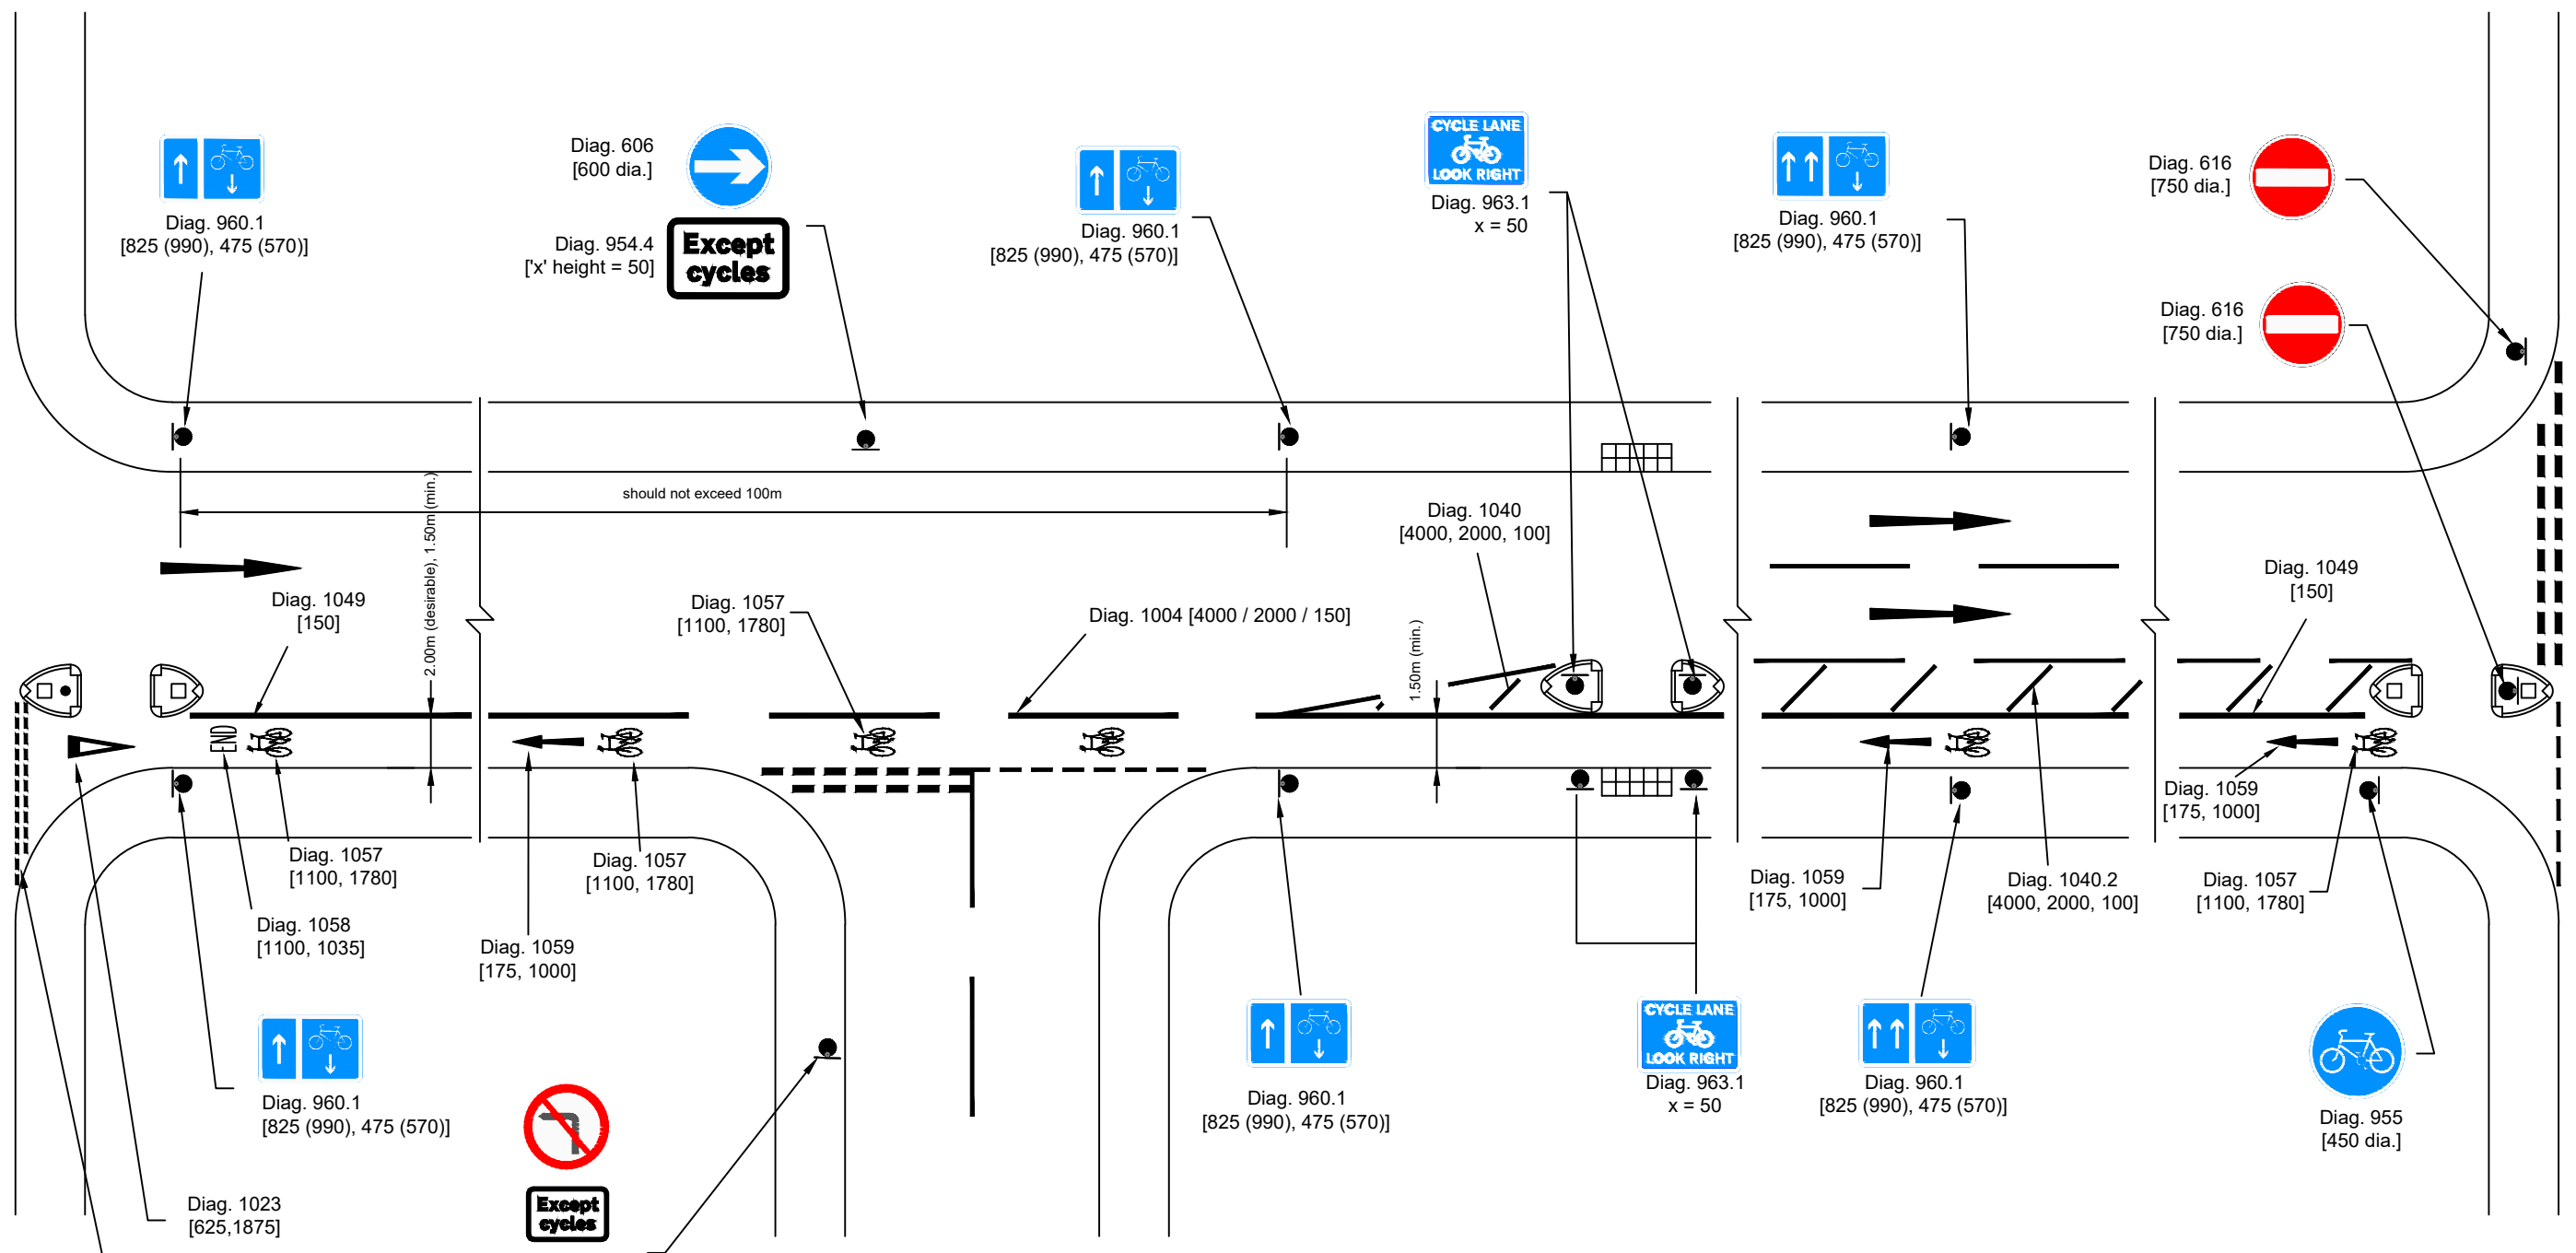 Diag. 960.1
[825 (990), 475 (570)]
Diag. 606
[600 dia.]
Diag. 954.4
['x' height = 50]
Except
cycles
Diag. 960.1
[825 (990), 475 (570)]
CYCLE LANE
LOOK RIGHT
Diag. 963.1
x = 50
Diag. 960.1
[825 (990), 475 (570)]
Diag. 616
[750 dia.]
Diag. 616
[750 dia.]
should not exceed 100m
2.00m (desirable), 1.50m (min.)
Diag. 1049
[150]
Diag. 1057
[1100, 1780]
Diag. 1004 [4000 / 2000 / 150]
Diag. 1040
[4000, 2000, 100]
1.50m (min.)
Diag. 1049
[150]
END
Diag. 1057
[1100, 1780]
Diag. 1058
[1100, 1035]
Diag. 1059
[175, 1000]
Diag. 1057
[1100, 1780]
Diag. 1059
[175, 1000]
Diag. 1040.2
[4000, 2000, 100]
Diag. 1059
[175, 1000]
Diag. 1057
[1100, 1780]
Diag. 960.1
[825 (990), 475 (570)]
Diag. 1023
[625,1875]
Except
cycles
Diag. 960.1
[825 (990), 475 (570)]
CYCLE LANE
LOOK RIGHT
Diag. 963.1
x = 50
Diag. 960.1
[825 (990), 475 (570)]
Diag. 955
[450 dia.]